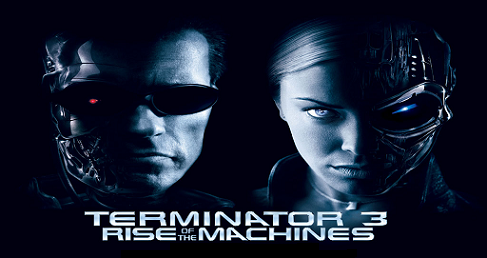 TERMINATOR 3
RISE OF THE MACHINES